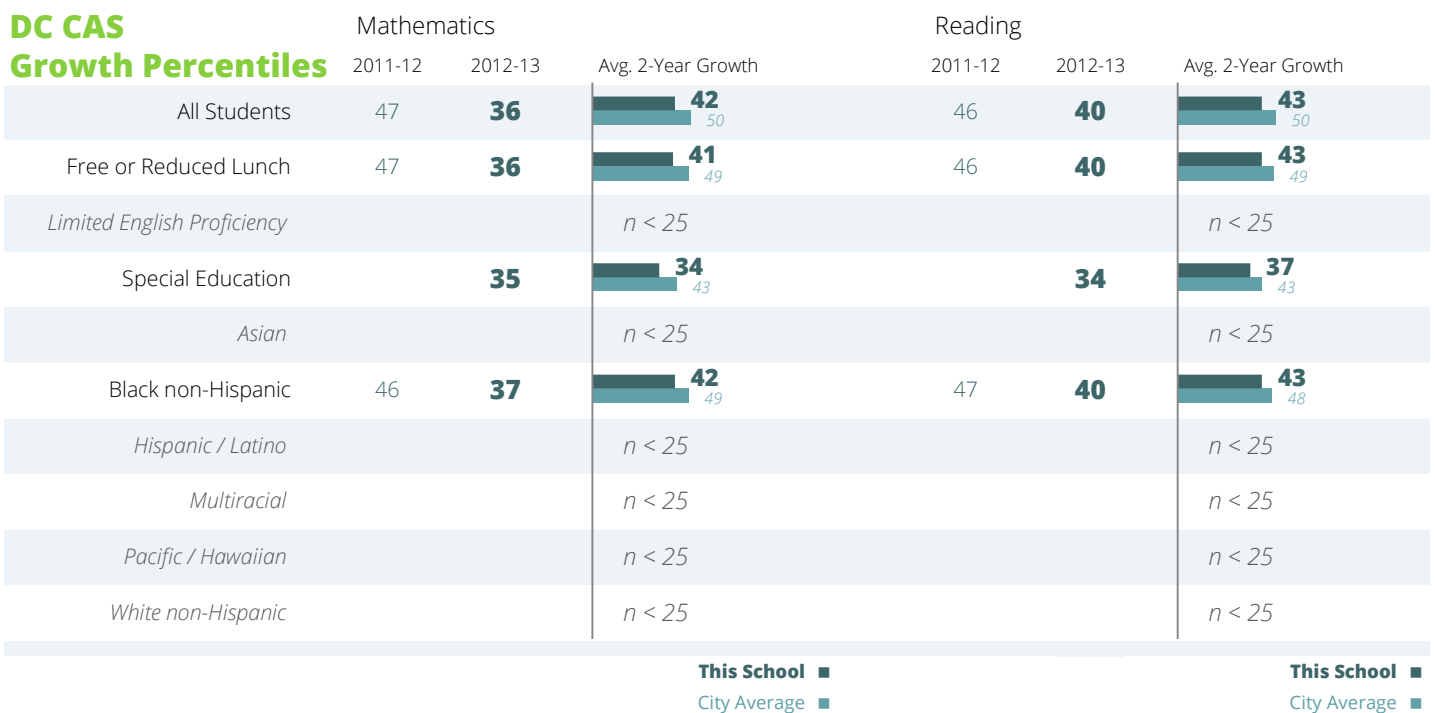 DC CAS
Growth Percentiles
Mathematics Reading
2011-12 2012-13 Avg. 2-Year Growth 2011-12 2012-13 Avg. 2-Year Growth
All Students 47 36 42 50 46 40 43 50
Free or Reduced Lunch 47 36 41 49 46 40 43 49
Limited English Proficiency n < 25 n < 25
Special Education 35 34 43 34 37 43
Asian n < 25 n < 25
Black non-Hispanic 46 37 42 49 47 40 43 48
Hispanic / Latino n < 25 n < 25
Multiracial n < 25 n < 25
Pacific / Hawaiian n < 25 n < 25
White non-Hispanic n < 25 n < 25
This School This School
City Average City Average